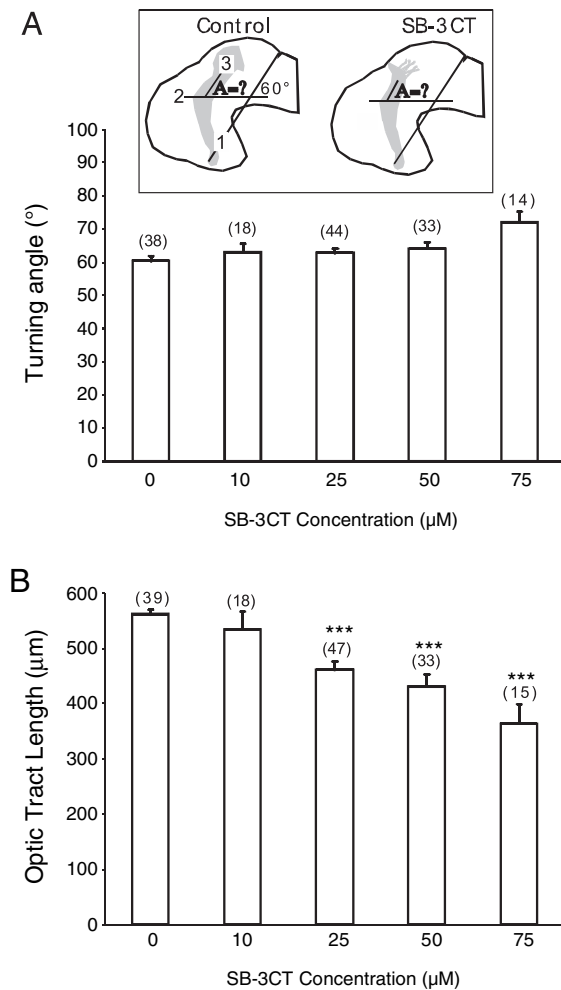 A
Control SB-3CT
3
A=?
2
60°
1
A=?
Turning angle (°)
100
90
80
70
60
50
40
30
20
10
0
(38) (18) (44) (33) (14)
0 10 25 50 75
SB-3CT Concentration (µM)
B
Optic Tract Length (µm)
600
500
400
300
200
100
0
(39) (18) (47) (33) (15)
*** *** ***
0 10 25 50 75
SB-3CT Concentration (µM)